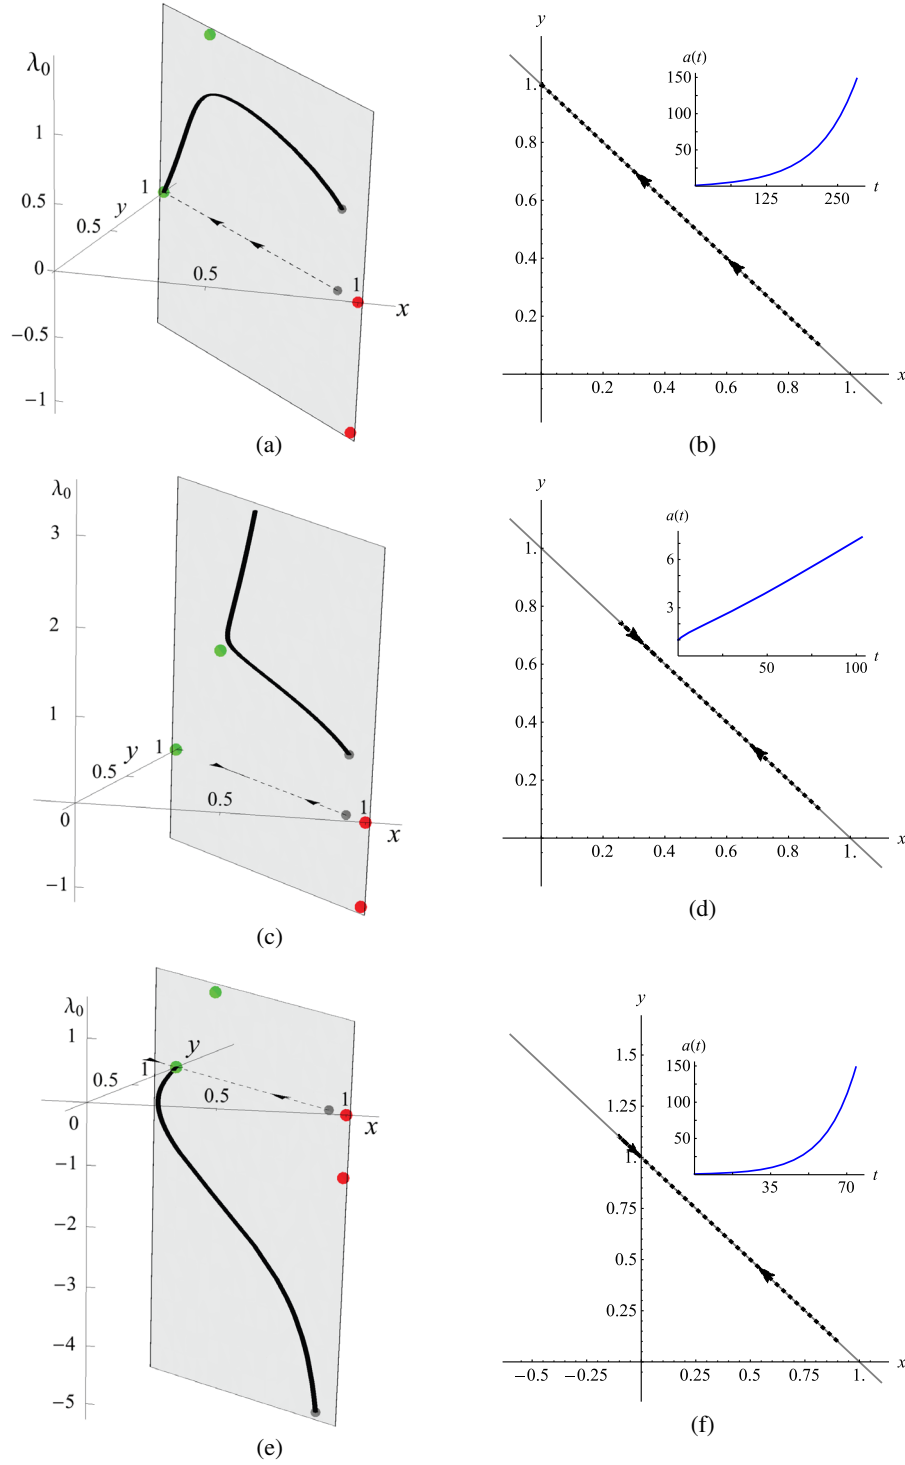 λ0
1
0.5
0
−0.5
−1
1
y
0.5
0.5
1
x
(a)
y
1.
0.8
0.6
0.4
0.2
0.2 0.4 0.6 0.8 1.
x
a(t)
150
100
50
125 250
t
(b)
λ0
3
2
1
0
−1
y
1
0.5
0.5
1
x
(c)
y
1.
0.8
0.6
0.4
0.2
0.2 0.4 0.6 0.8 1.
x
a(t)
6
3
50 100
t
(d)
λ0
1
0
−1
−2
−3
−4
−5
y
1
0.5
0.5
1
x
(e)
y
1.5
1.25
1.
0.75
0.5
0.25
−0.5 −0.25 0.25 0.5 0.75 1.
x
a(t)
150
100
50
35 70
t
(f)